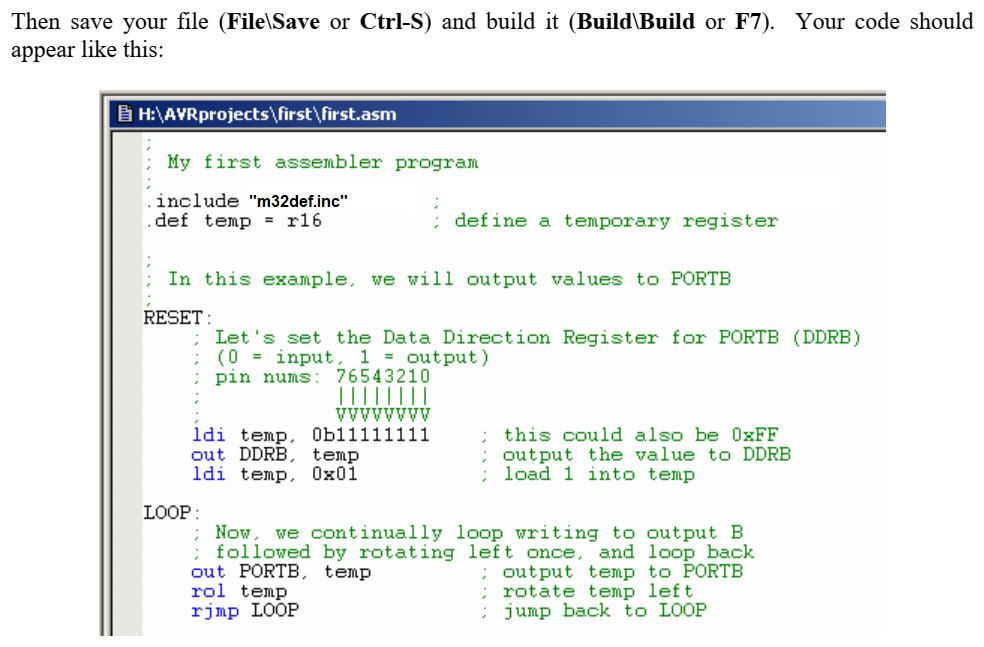 Then save your file (File\Save or Ctrl-S) and build it (Build\Build or F7). Your code should
appear like this:
H:\AVRprojects\first\first.asm
;
; My first assembler program
;
.include "m32def.inc" ;
.def temp = r16 ; define a temporary register
;
; In this example, we will output values to PORTB
;
RESET:
; Let's set the Data Direction Register for PORTB (DDRB)
; (0 = input, 1 = output)
; pin nums: 76543210
; ||||||||
; VVVVVVVV
ldi temp, 0b11111111 ; this could also be 0xFF
out DDRB, temp ; output the value to DDRB
ldi temp, 0x01 ; load 1 into temp
LOOP:
; Now, we continually loop writing to output B
; followed by rotating left once, and loop back
out PORTB, temp ; output temp to PORTB
rol temp ; rotate temp left
rjmp LOOP ; jump back to LOOP